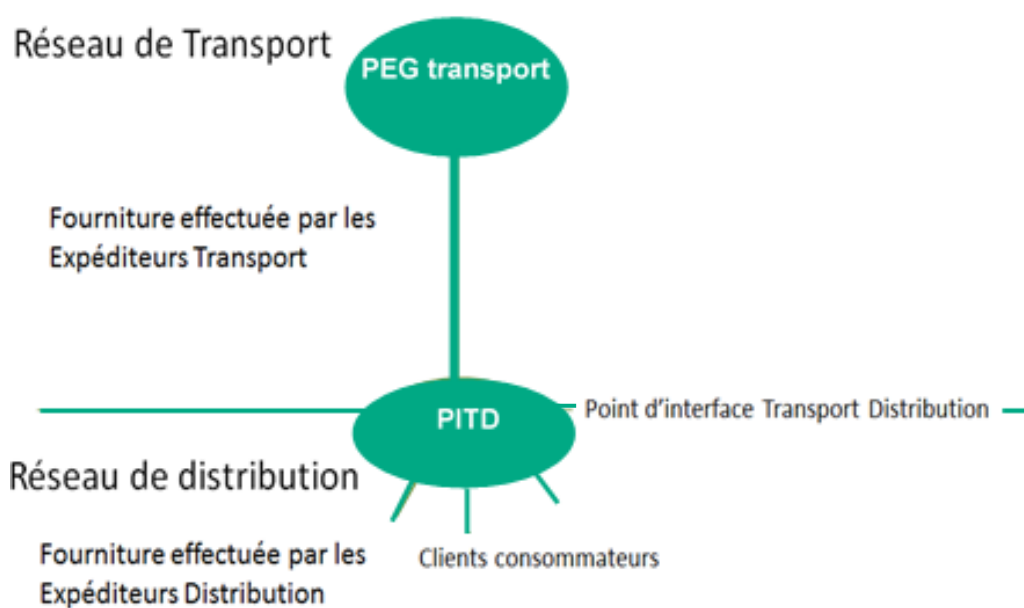 Réseau de Transport
PEG transport
Fourniture effectuée par les
Expéditeurs Transport
PITD
Point d'interface Transport Distribution
Réseau de distribution
Fourniture effectuée par les
Expéditeurs Distribution
Clients consommateurs